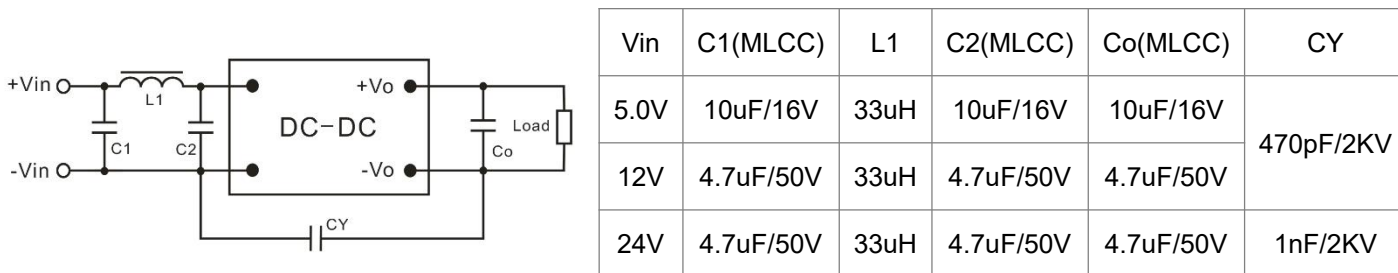 +Vin
L1
C1
C2
-Vin
DC-DC
+Vo
-Vo
Co
Load
CY
Vin C1(MLCC) L1 C2(MLCC) Co(MLCC) CY
5.0V 10uF/16V 33uH 10uF/16V 10uF/16V 470pF/2KV
12V 4.7uF/50V 33uH 4.7uF/50V 4.7uF/50V
24V 4.7uF/50V 33uH 4.7uF/50V 4.7uF/50V 1nF/2KV